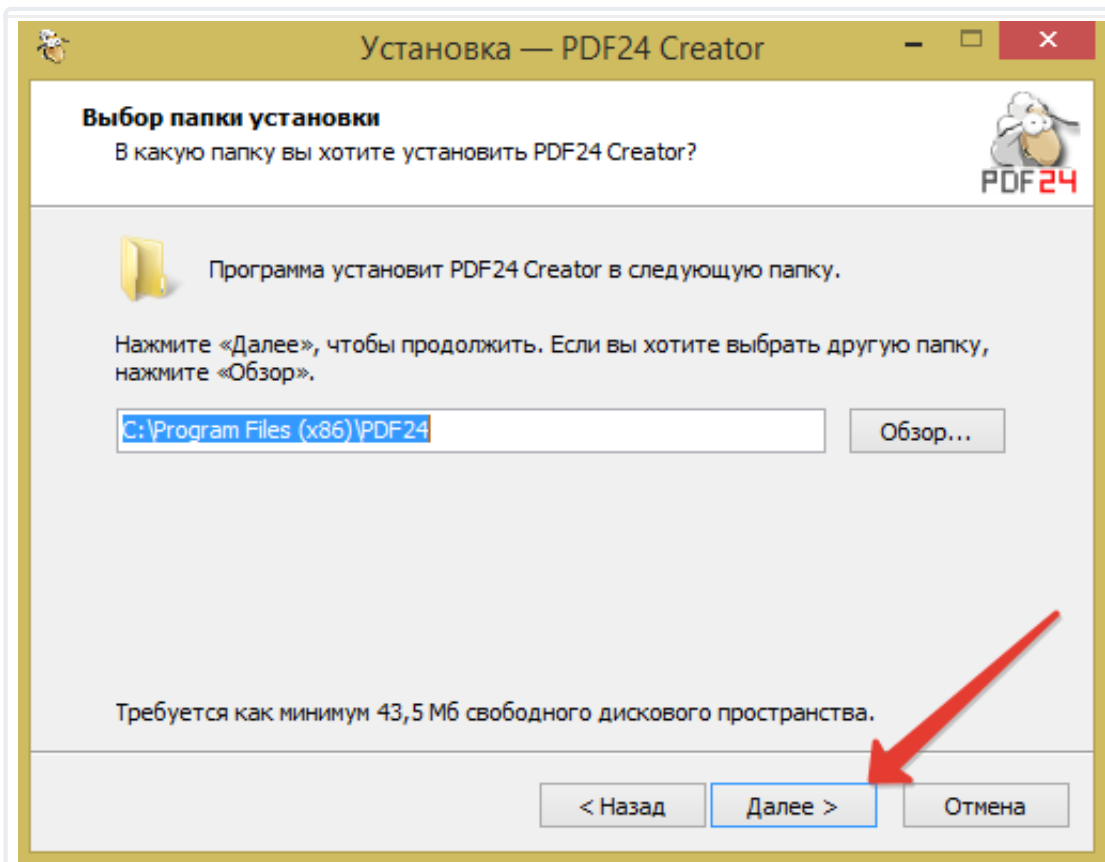 Установка — PDF24 Creator
Выбор папки установки
В какую папку вы хотите установить PDF24 Creator?
PDF24
Программа установит PDF24 Creator в следующую папку.
Нажмите «Далее», чтобы продолжить. Если вы хотите выбрать другую папку,
нажмите «Обзор».
C:\Program Files (x86)\PDF24
Обзор...
Требуется как минимум 43,5 Мб свободного дискового пространства.
< Назад
Далее >
Отмена